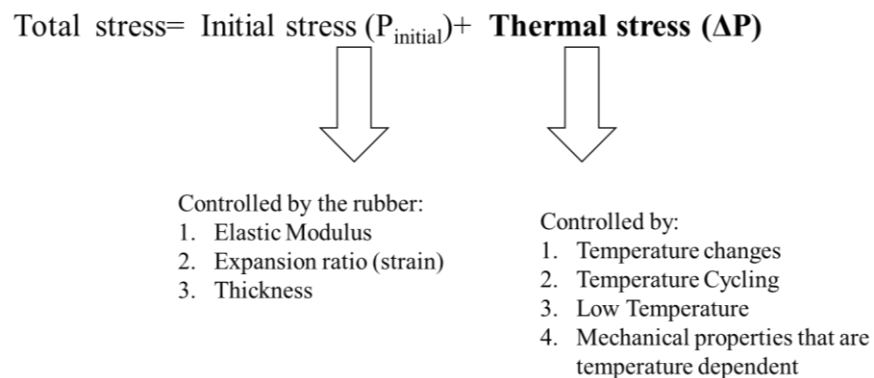 Total stress= Initial stress (Pinitial)+ Thermal stress (ΔP)
Controlled by the rubber:
1. Elastic Modulus
2. Expansion ratio (strain)
3. Thickness
Controlled by:
1. Temperature changes
2. Temperature Cycling
3. Low Temperature
4. Mechanical properties that are
temperature dependent